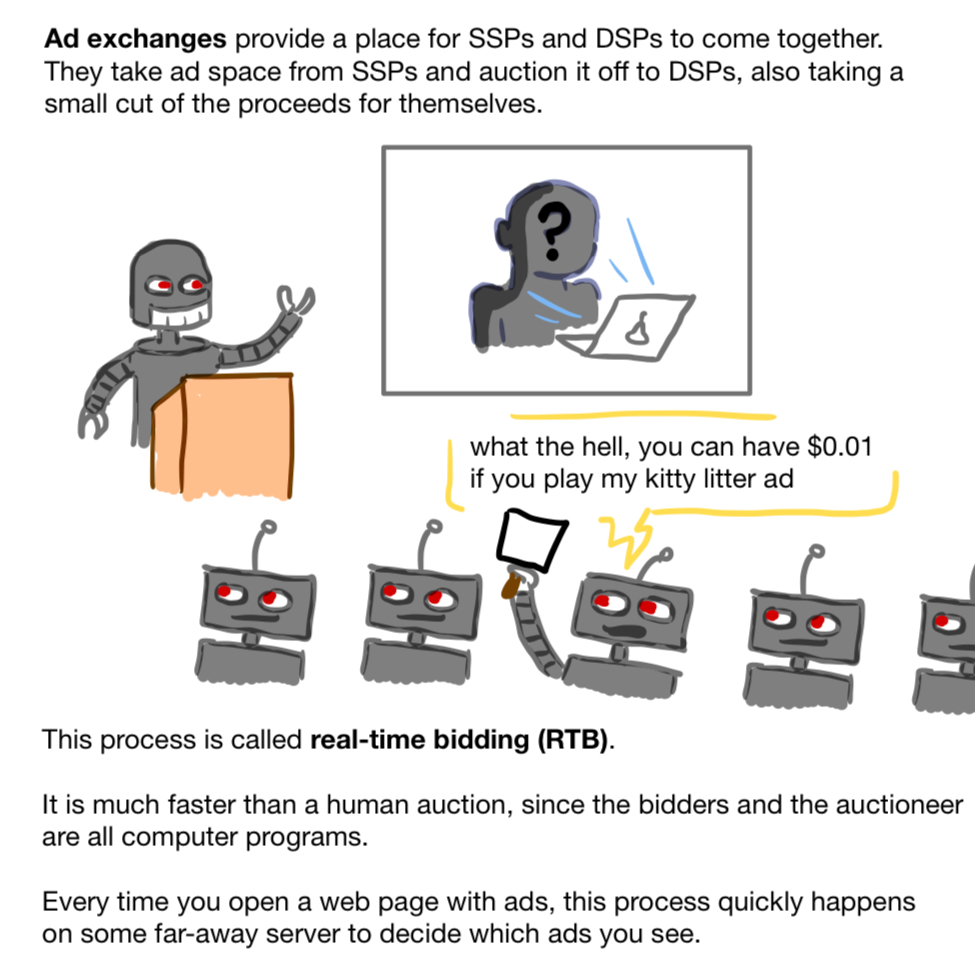 Ad exchanges provide a place for SSPs and DSPs to come together.
They take ad space from SSPs and auction it off to DSPs, also taking a
small cut of the proceeds for themselves.
?
what the hell, you can have $0.01
if you play my kitty litter ad
This process is called real-time bidding (RTB).
It is much faster than a human auction, since the bidders and the auctioneer
are all computer programs.
Every time you open a web page with ads, this process quickly happens
on some far-away server to decide which ads you see.